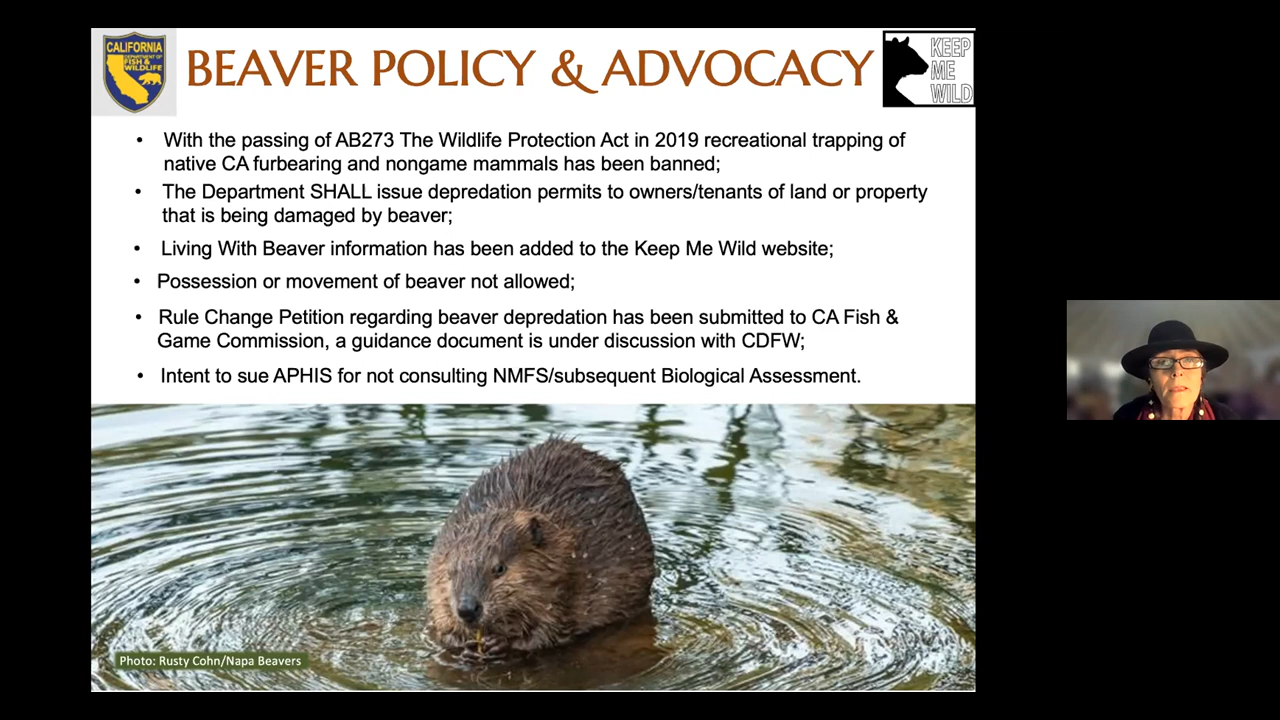 CALIFORNIA
DEPARTMENT OF
FISH &
WILDLIFE
BEAVER POLICY & ADVOCACY
KEEP
ME
WILD
• With the passing of AB273 The Wildlife Protection Act in 2019 recreational trapping of
native CA furbearing and nongame mammals has been banned;
• The Department SHALL issue depredation permits to owners/tenants of land or property
that is being damaged by beaver;
• Living With Beaver information has been added to the Keep Me Wild website;
• Possession or movement of beaver not allowed;
• Rule Change Petition regarding beaver depredation has been submitted to CA Fish &
Game Commission, a guidance document is under discussion with CDFW;
• Intent to sue APHIS for not consulting NMFS/subsequent Biological Assessment.
Photo: Rusty Cohn/Napa Beavers